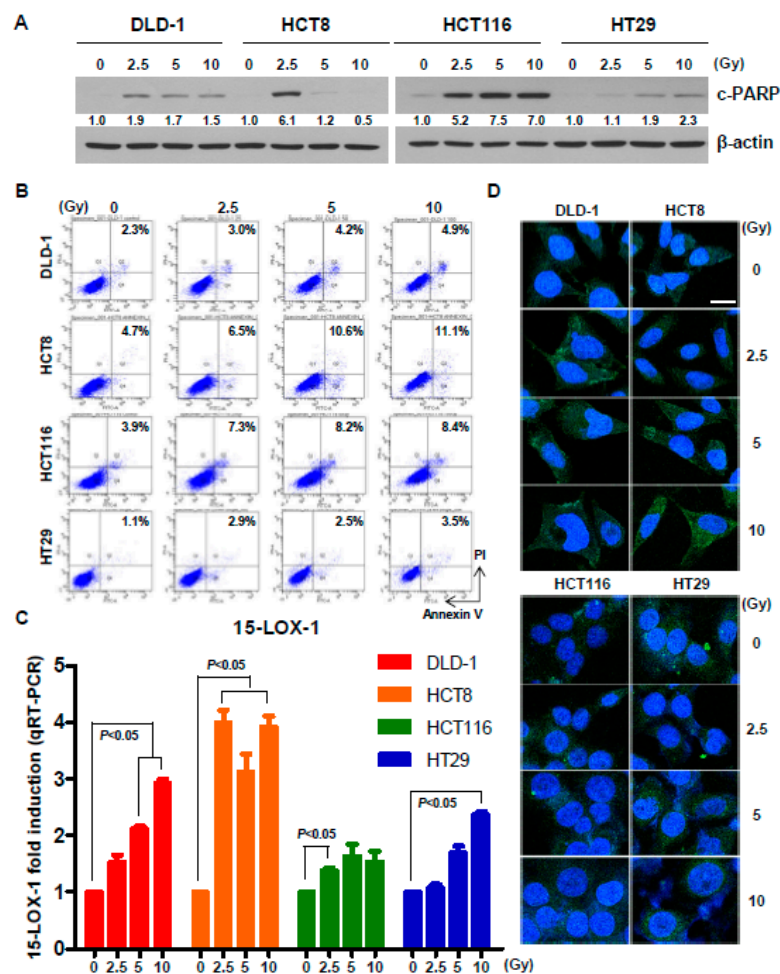 A
DLD-1 HCT8 HCT116 HT29
0 2.5 5 10 0 2.5 5 10 0 2.5 5 10 0 2.5 5 10 (Gy)
c-PARP
1.0 1.9 1.7 1.5 1.0 6.1 1.2 0.5 1.0 5.2 7.5 7.0 1.0 1.1 1.9 2.3
β-actin
B
(Gy) 0 2.5 5 10
DLD-1 2.3% 3.0% 4.2% 4.9%
HCT8 4.7% 6.5% 10.6% 11.1%
HCT116 3.9% 7.3% 8.2% 8.4%
HT29 1.1% 2.9% 2.5% 3.5%
PI
Annexin V
C
15-LOX-1
15-LOX-1 fold induction (qRT-PCR)
5
4
3
2
1
0
P<0.05
P<0.05
P<0.05
P<0.05
DLD-1
HCT8
HCT116
HT29
0 2.5 5 10 0 2.5 5 10 0 2.5 5 10 0 2.5 5 10 (Gy)
D
DLD-1 HCT8 (Gy)
0
2.5
5
10
HCT116 HT29 (Gy)
0
2.5
5
10